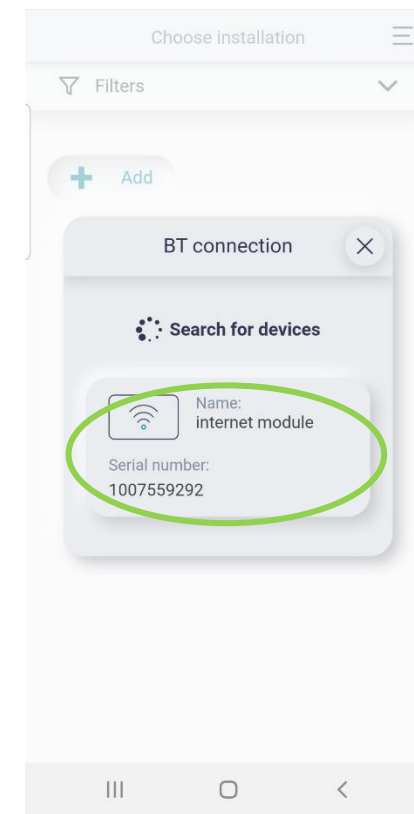 Choose installation
Filters
Add
BT connection
Search for devices
Name:
internet module
Serial number:
1007559292